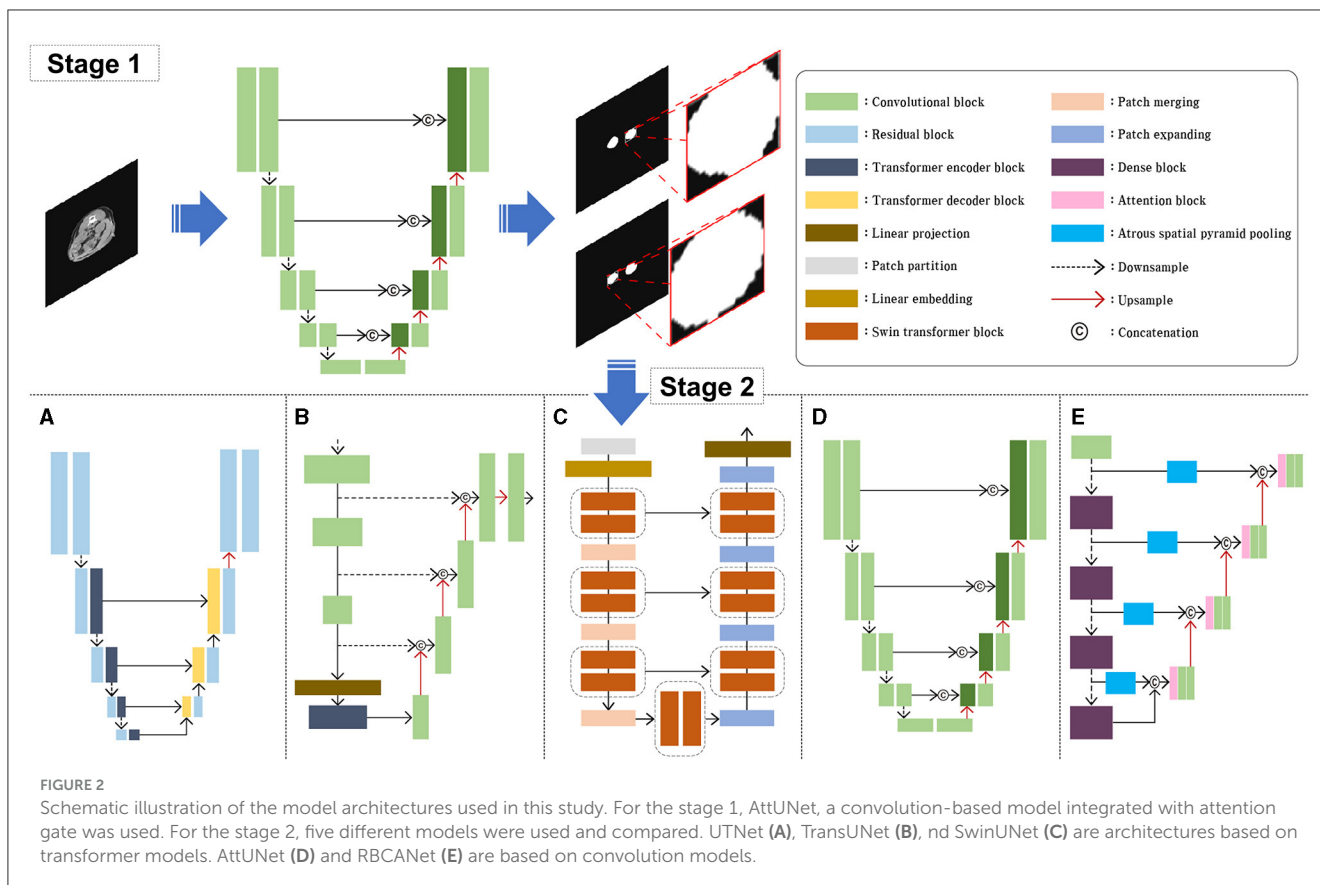 Stage 1
: Convolutional block
: Residual block
: Transformer encoder block
: Transformer decoder block
: Linear projection
: Patch partition
: Linear embedding
: Swin transformer block
: Patch merging
: Patch expanding
: Dense block
: Attention block
: Atrous spatial pyramid pooling
: Downsample
: Upsample
© : Concatenation
© 
© 
© 
© 
Stage 2
A
B
© 
© 
© 
C
D
© 
© 
© 
© 
E
© 
© 
© 
© 
FIGURE 2
Schematic illustration of the model architectures used in this study. For the stage 1, AttUNet, a convolution-based model integrated with attention
gate was used. For the stage 2, five different models were used and compared. UTNet (A), TransUNet (B), nd SwinUNet (C) are architectures based on
transformer models. AttUNet (D) and RBCANet (E) are based on convolution models.